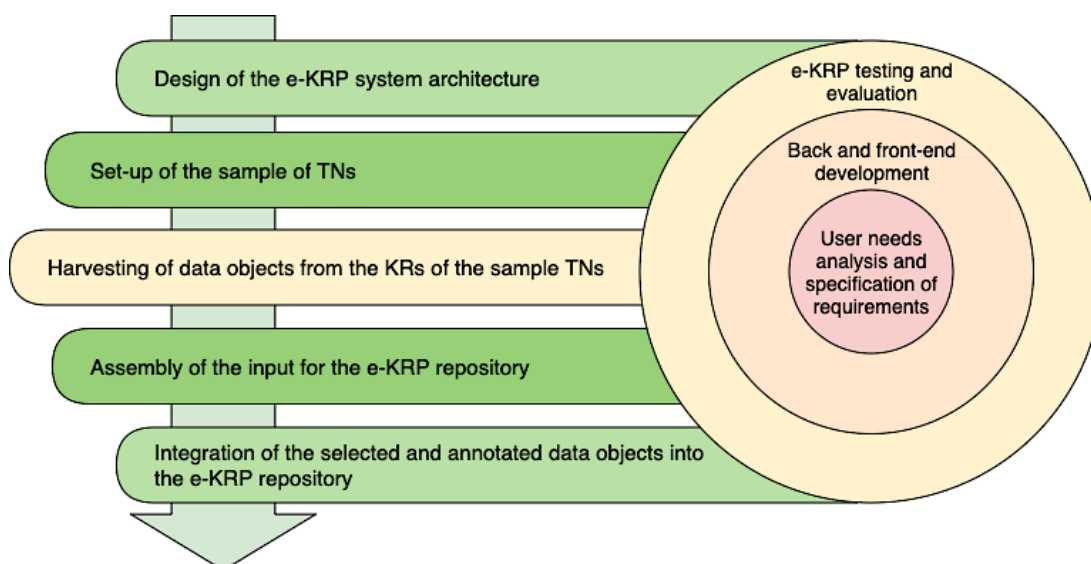 Design of the e-KRP system architecture
Set-up of the sample of TNs
Harvesting of data objects from the KRs of the sample TNs
Assembly of the input for the e-KRP repository
Integration of the selected and annotated data objects into
the e-KRP repository
e-KRP testing and
evaluation
Back and front-end
development
User needs
analysis and
specification of
requirements